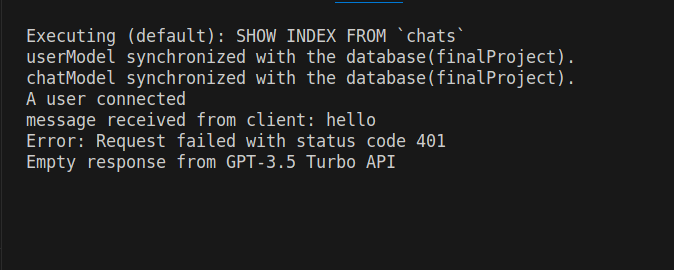 Executing (default): SHOW INDEX FROM `chats`
userModel synchronized with the database(finalProject).
chatModel synchronized with the database(finalProject).
A user connected
message received from client: hello
Error: Request failed with status code 401
Empty response from GPT-3.5 Turbo API